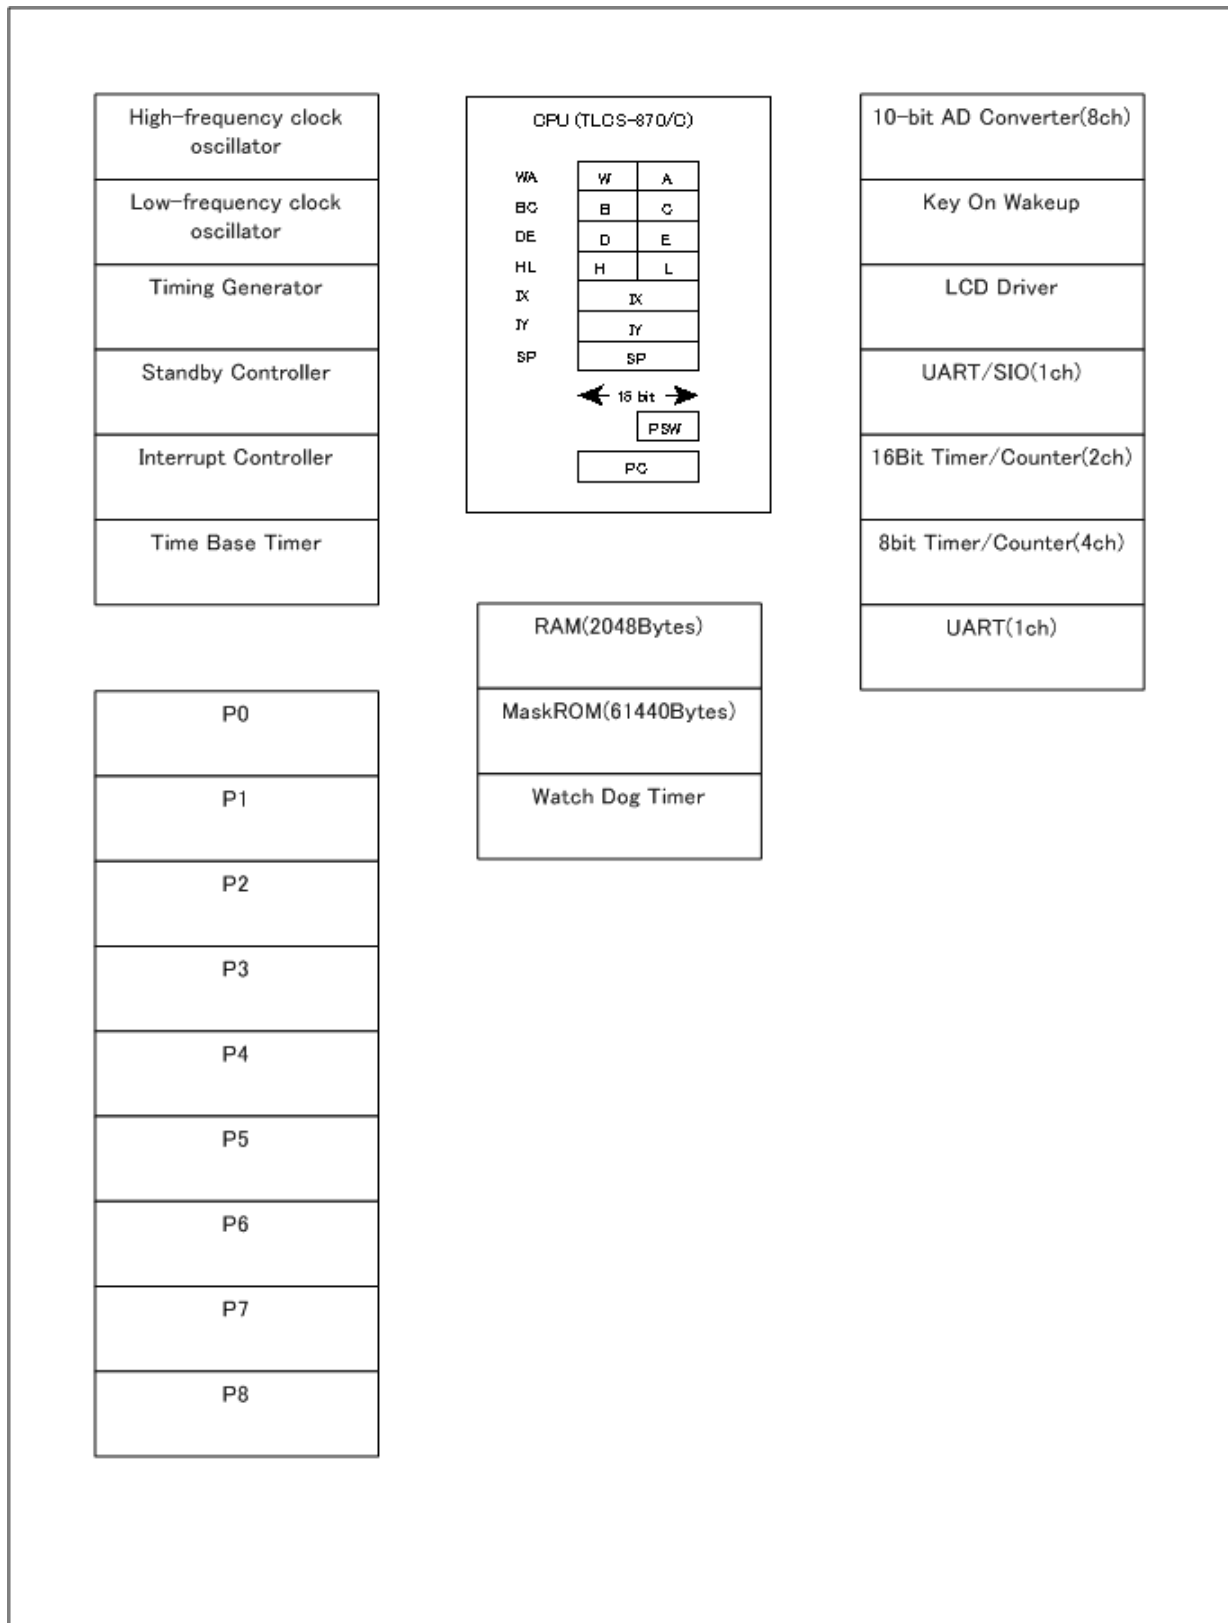 High-frequency clock
oscillator
Low-frequency clock
oscillator
Timing Generator
Standby Controller
Interrupt Controller
Time Base Timer
P0
P1
P2
P3
P4
P5
P6
P7
P8
CPU (TLCS-870/C)
WA W A
BC B C
DE D E
HL H L
IX IX
IY IY
SP SP
16 bit
PSW
PC
RAM(2048Bytes)
MaskROM(61440Bytes)
Watch Dog Timer
10-bit AD Converter(8ch)
Key On Wakeup
LCD Driver
UART/SIO(1ch)
16Bit Timer/Counter(2ch)
8bit Timer/Counter(4ch)
UART(1ch)